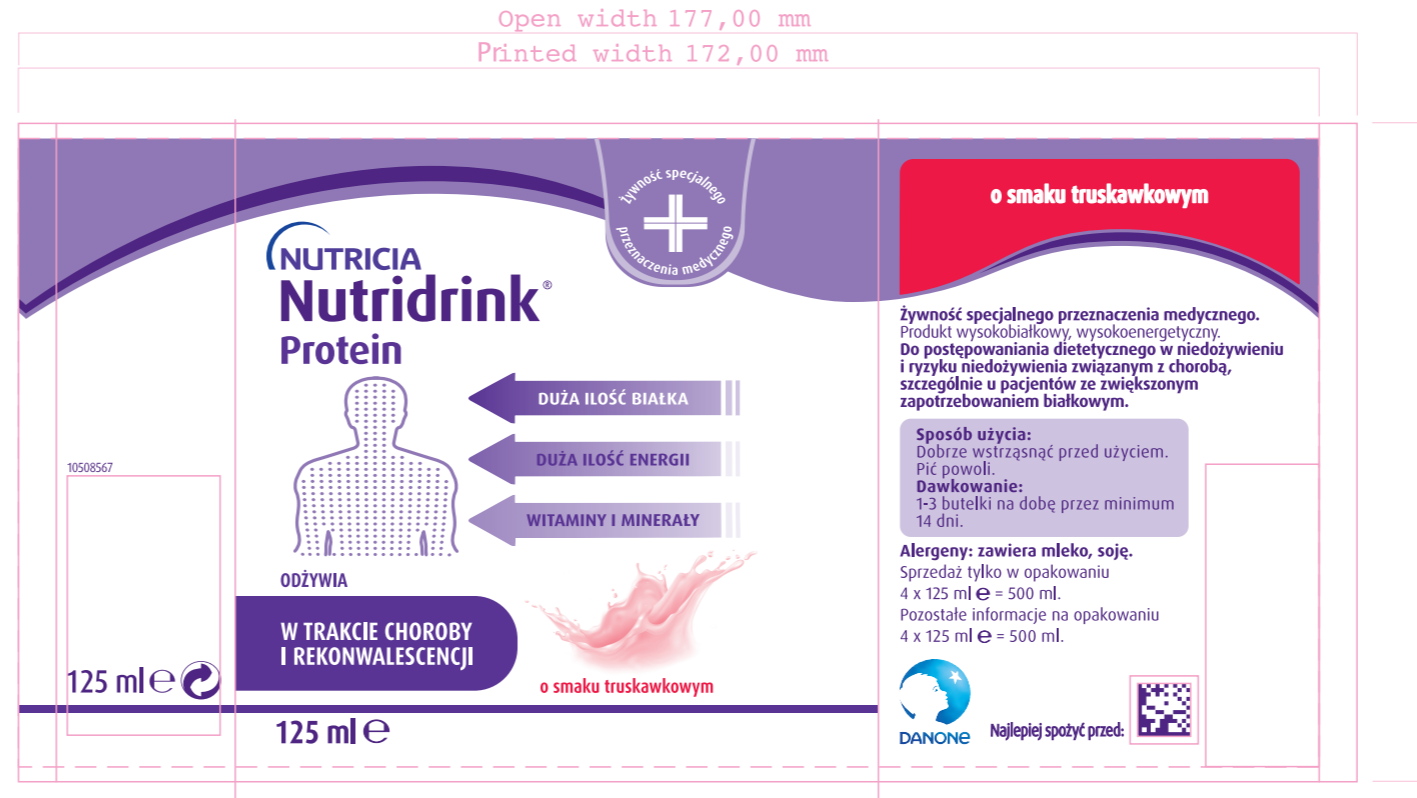 Open width 177,00 mm
Printed width 172,00 mm
10508567
125 ml ℮
Żywność specjalnego
przeznaczenia medycznego
NUTRICIA
Nutridrink®
Protein
DUŻA ILOŚĆ BIAŁKA
DUŻA ILOŚĆ ENERGII
WITAMINY I MINERAŁY
ODŻYWIA
W TRAKCIE CHOROBY
I REKONWALESCENCJI
o smaku truskawkowym
125 ml ℮
o smaku truskawkowym
Żywność specjalnego przeznaczenia medycznego.
Produkt wysokobiałkowy, wysokoenergetyczny.
Do postępowaniania dietetycznego w niedożywieniu
i ryzyku niedożywienia związanym z chorobą,
szczególnie u pacjentów ze zwiększonym
zapotrzebowaniem białkowym.
Sposób użycia:
Dobrze wstrząsnąć przed użyciem.
Pić powoli.
Dawkowanie:
1-3 butelki na dobę przez minimum
14 dni.
Alergeny: zawiera mleko, soję.
Sprzedaż tylko w opakowaniu
4 x 125 ml ℮ = 500 ml.
Pozostałe informacje na opakowaniu
4 x 125 ml ℮ = 500 ml.
DANONE
Najlepiej spożyć przed: